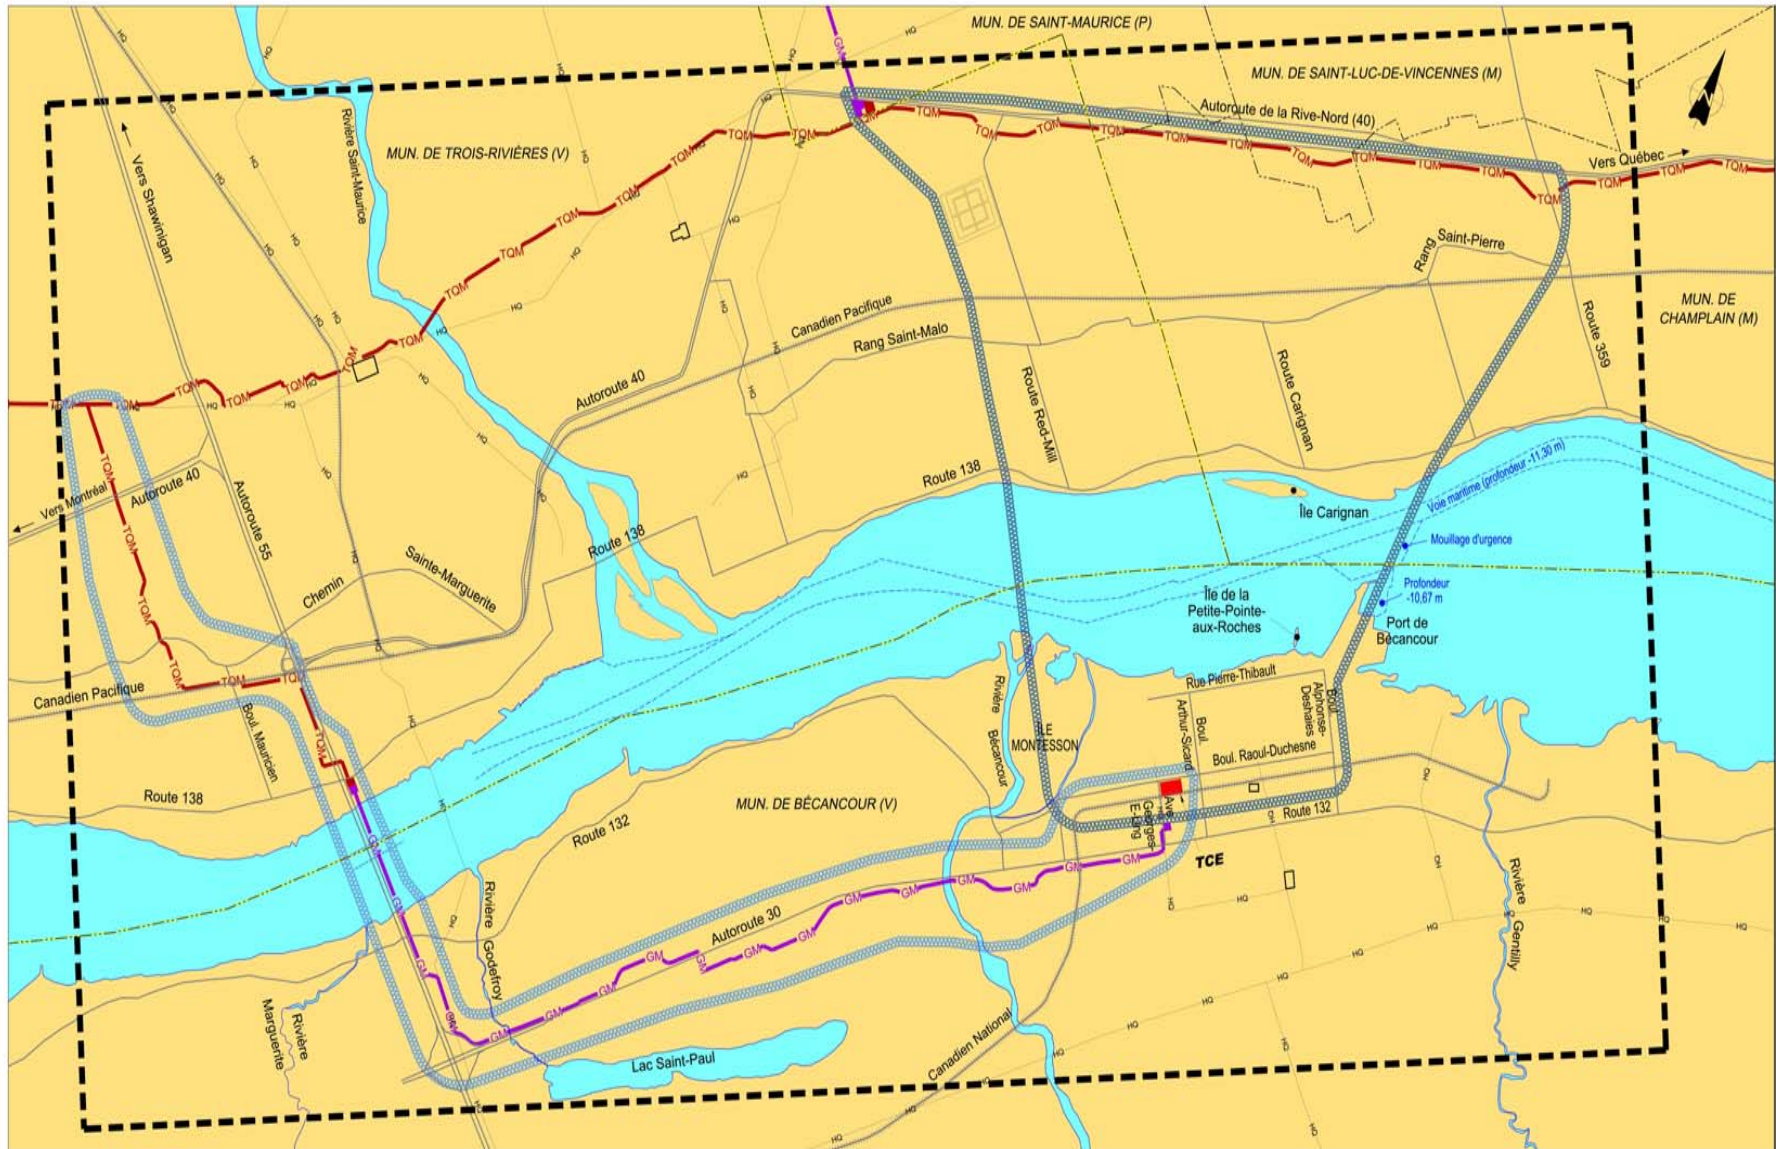 MUN. DE SAINT-MAURICE (P)
MUN. DE SAINT-LUC-DE-VINCENNES (M)
Autoroute de la Rive-Nord (40)
Vers Québec
MUN. DE TROIS-RIVIÈRES (V)
Rivière Saint-Maurice
Vers Shawinigan
Rang
Saint-Pierre
MUN. DE
CHAMPLAIN (M)
Route 359
Canadien Pacifique
Rang Saint-Malo
Route Red-Mill
Route Carignan
Autoroute 40
Route 138
Vers Montréal
Autoroute 40
Autoroute 55
Chemin
Sainte-Marguerite
Route 138
Voie maritime (profondeur -11,30 m)
Île Carignan
Mouillage d'urgence
Profondeur
-10,67 m
Port de
Bécancour
Île de la
Petite-Pointe-
aux-Roches
Canadien Pacifique
Boul. Mauricien
Route 138
Rue Pierre-Thibault
Boul.
Alphonse-
Deshaies
Boul.
Arthur-Sicard
Boul. Raoul-Duchesne
Rivière
Bécancour
ÎLE
MONTESSON
MUN. DE BÉCANCOUR (V)
Route 132
Ave
Georges-
E-Ling
Route 132
TCE
Autoroute 30
Rivière
Godefroy
Rivière
Marguerite
Rivière
Gentilly
Lac Saint-Paul
Canadien National
TQM
GM
HQ